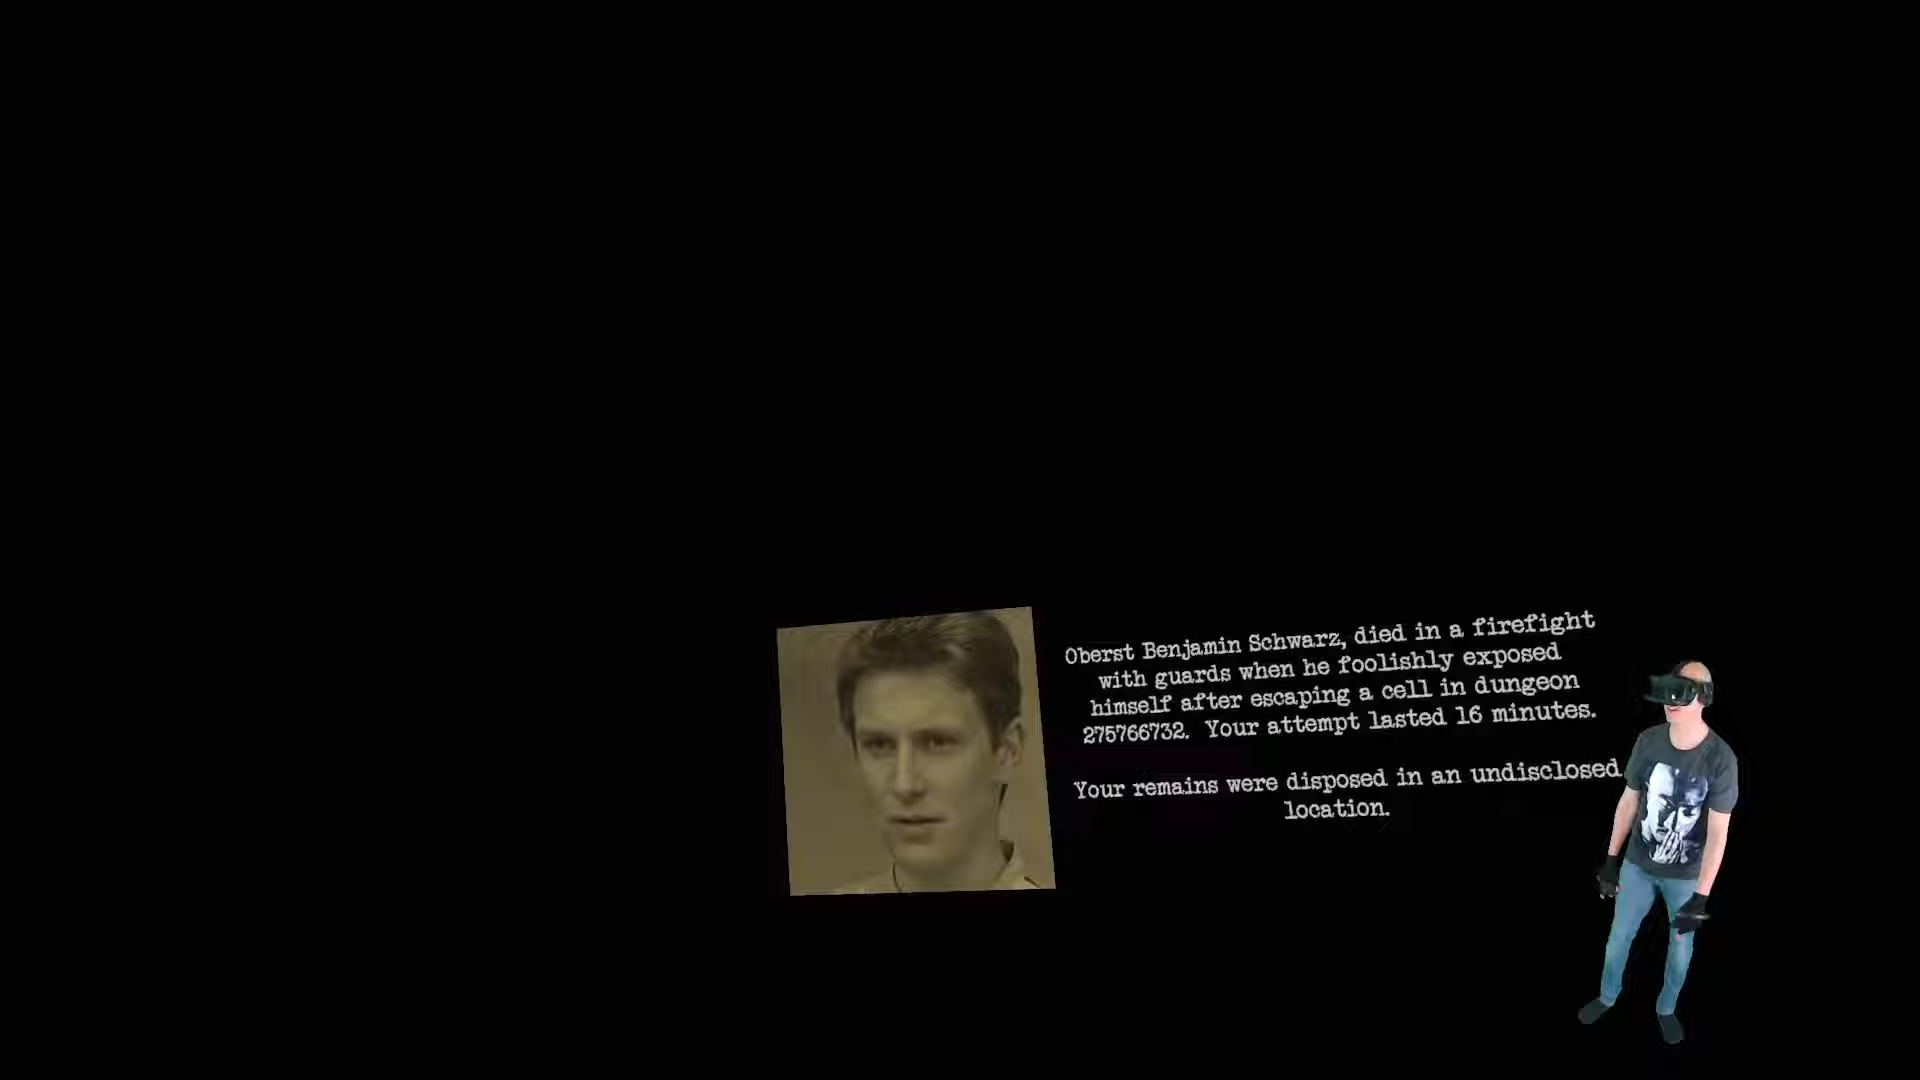 Oberst Benjamin Schwarz, died in a firefight
with guards when he foolishly exposed
himself after escaping a cell in dungeon
275766732. Your attempt lasted 16 minutes.
Your remains were disposed in an undisclosed
location.